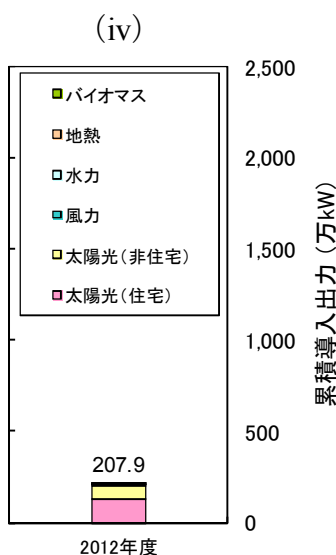 (iv)
バイオマス
地熱
水力
風力
太陽光(非住宅)
太陽光(住宅)
2,500
2,000
1,500
1,000
500
0
累積導入出力(万kW)
207.9
2012年度